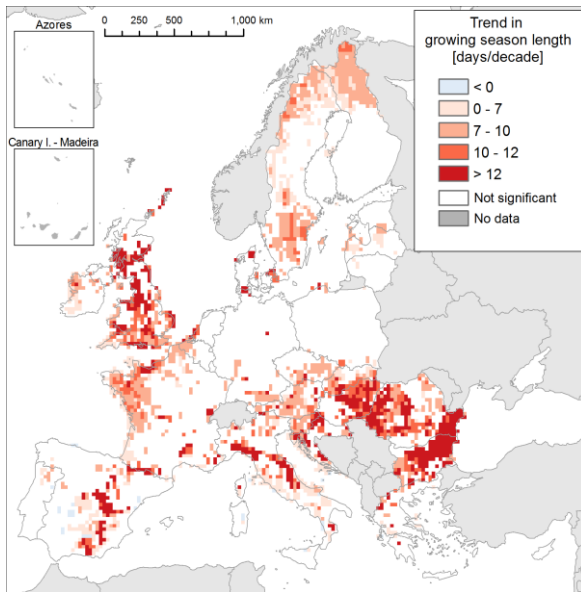 Azores
0 250 500 1,000 km
Canary I. - Madeira
Trend in
growing season length
[days/decade]
< 0
0 - 7
7 - 10
10 - 12
> 12
Not significant
No data